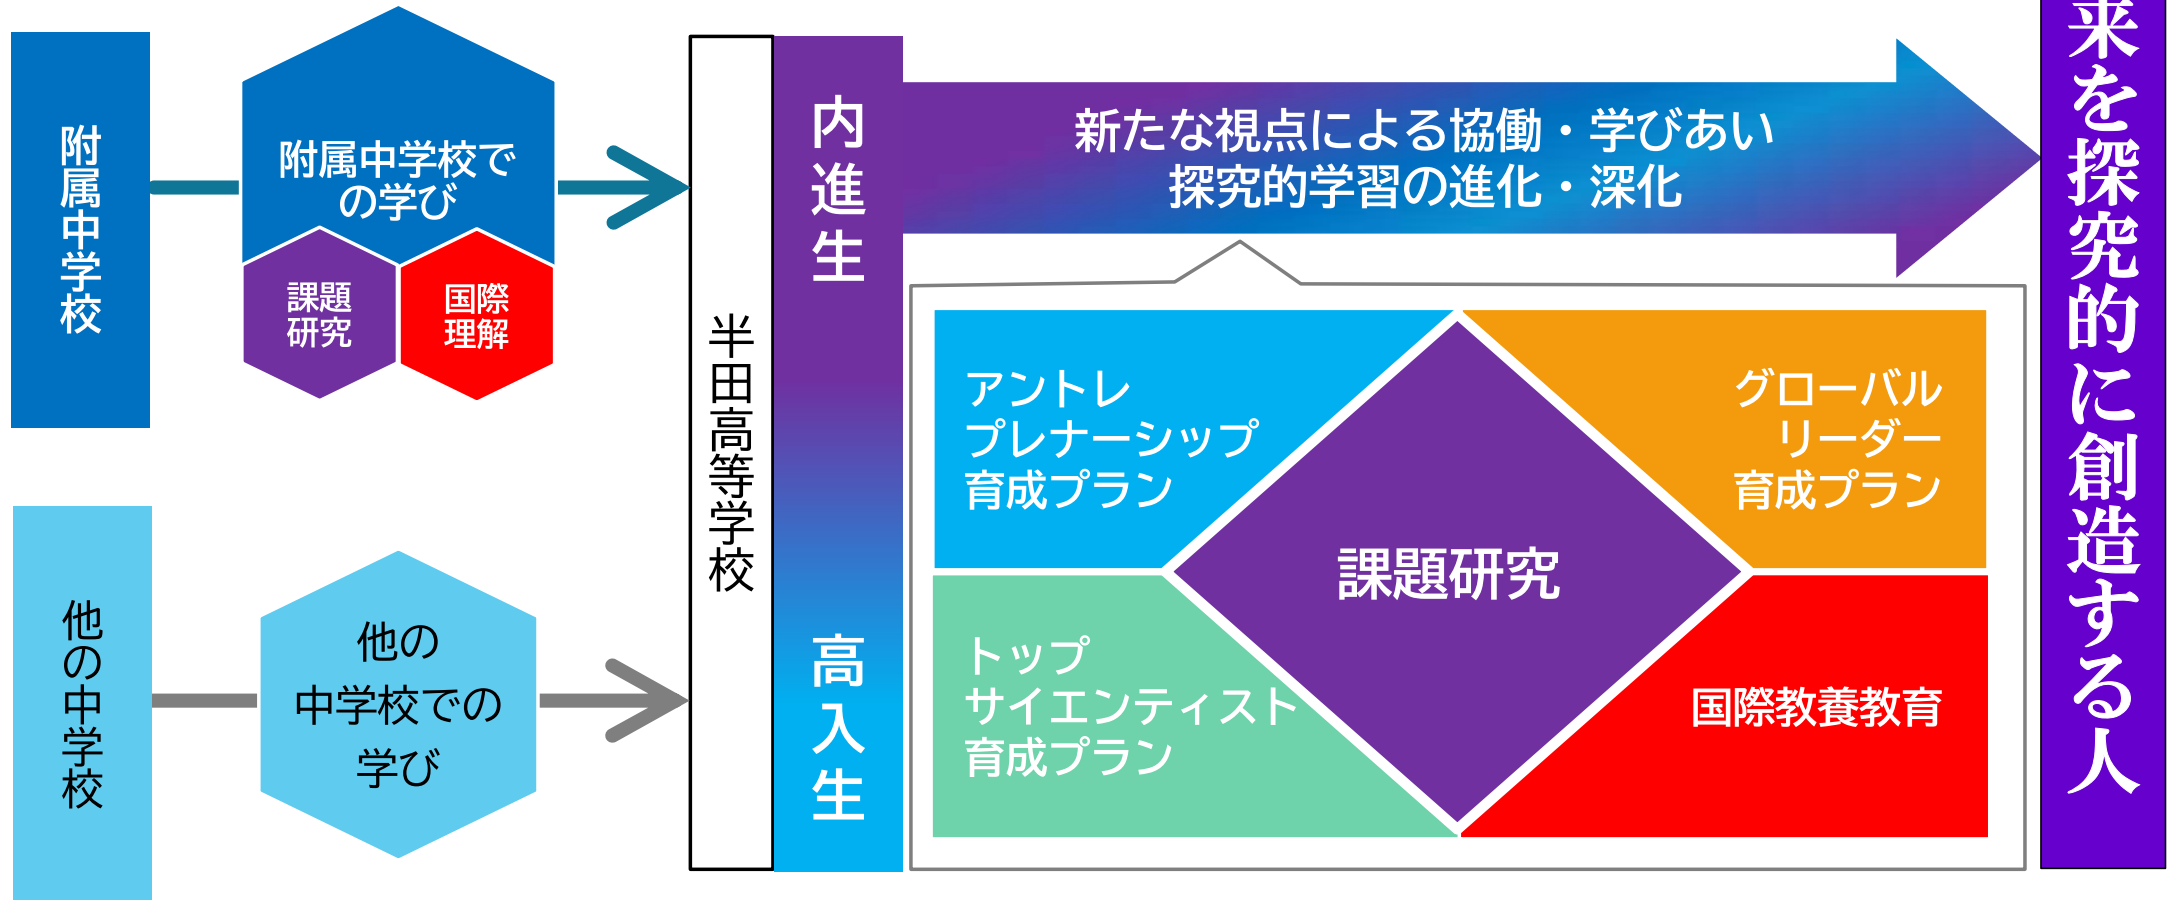 附属中学校
附属中学校で
の学び
課題
研究
国際
理解
他の中学校
他の
中学校での
学び
半田高等学校
内進生
高入生
新たな視点による協働・学びあい
探究的学習の進化・深化
アントレ
プレナーシップ
育成プラン
グローバル
リーダー
育成プラン
課題研究
トップ
サイエンティスト
育成プラン
国際教養教育
来を探究的に創造する人